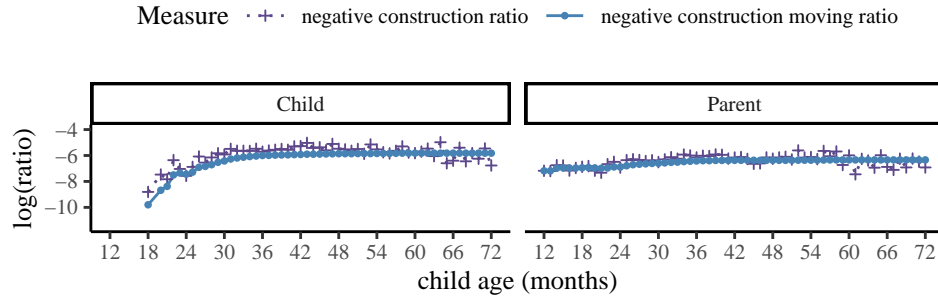 Measure negative construction ratio negative construction moving ratio
Child Parent
log(ratio)
−4
−6
−8
−10
12 18 24 30 36 42 48 54 60 66 72 12 18 24 30 36 42 48 54 60 66 72
child age (months)